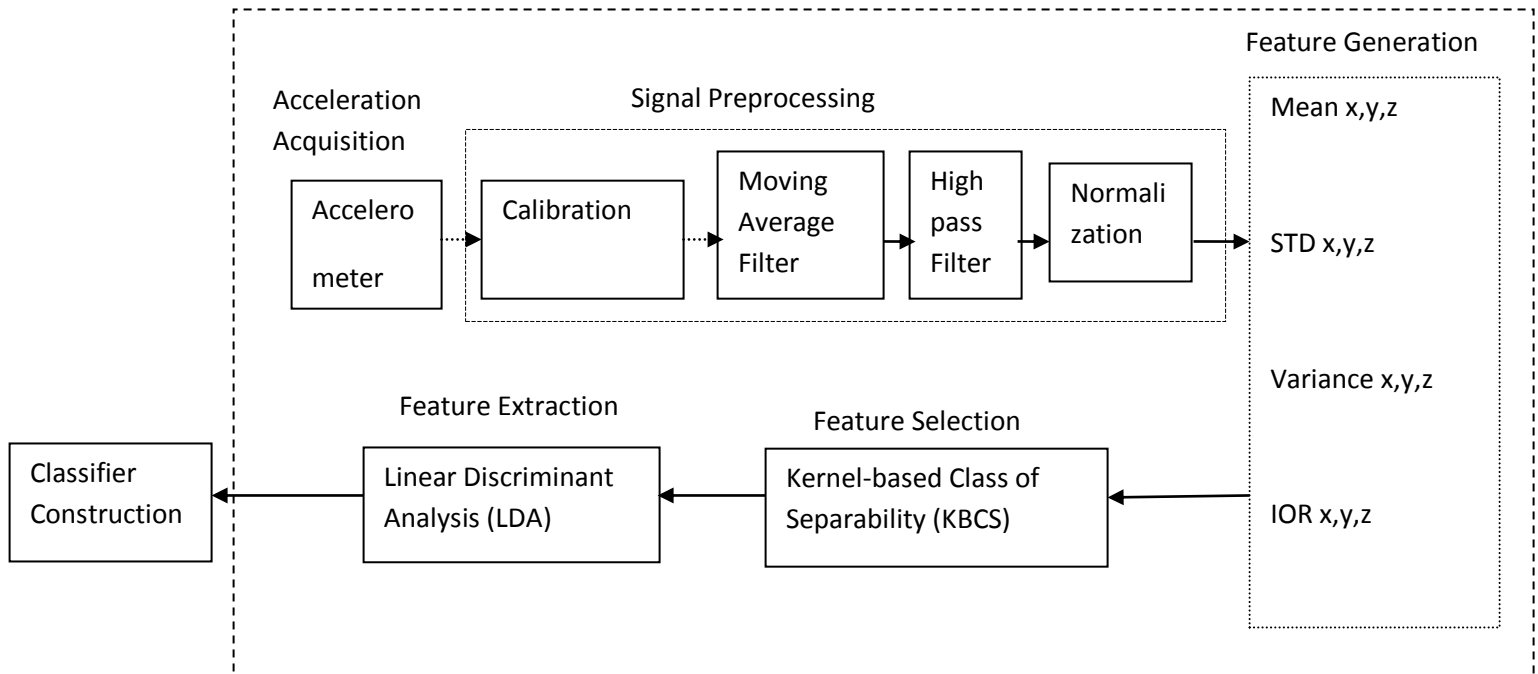 Feature Generation
Acceleration
Acquisition
Signal Preprocessing
Accelero
meter
Calibration
Moving
Average
Filter
High
pass
Filter
Normali
zation
Mean x,y,z
STD x,y,z
Variance x,y,z
IOR x,y,z
Feature Selection
Kernel-based Class of
Separability (KBCS)
Feature Extraction
Linear Discriminant
Analysis (LDA)
Classifier
Construction